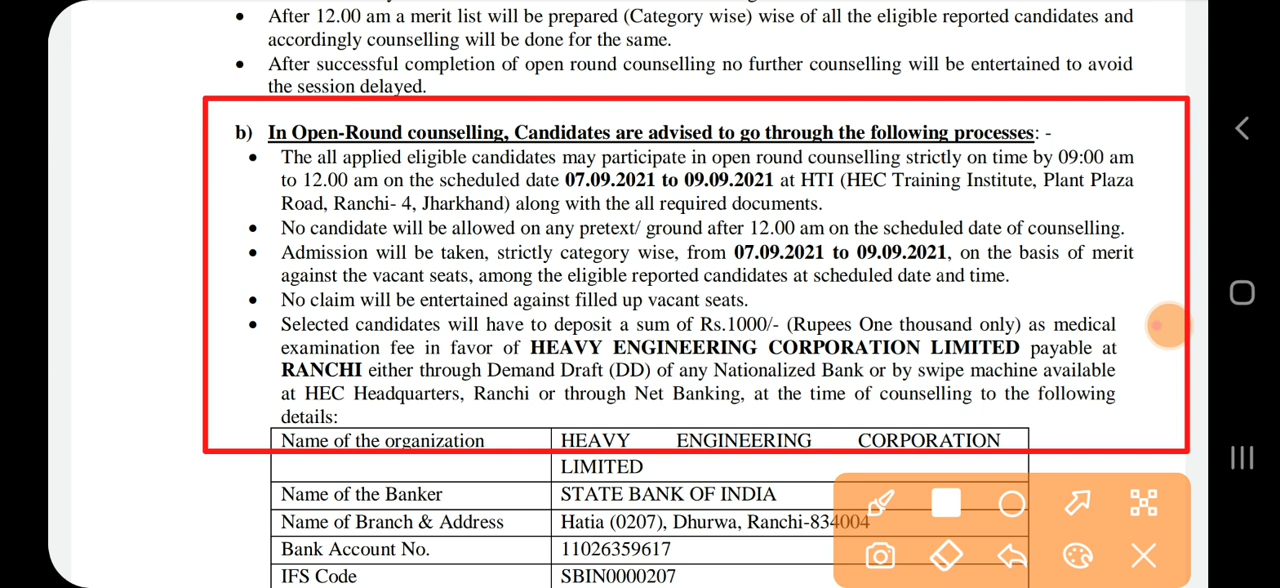 After 12.00 am a merit list will be prepared (Category wise) wise of all the eligible reported candidates and
accordingly counselling will be done for the same.
After successful completion of open round counselling no further counselling will be entertained to avoid
the session delayed.
b) In Open-Round counselling, Candidates are advised to go through the following processes: -
The all applied eligible candidates may participate in open round counselling strictly on time by 09:00 am
to 12.00 am on the scheduled date 07.09.2021 to 09.09.2021 at HTI (HEC Training Institute, Plant Plaza
Road, Ranchi- 4, Jharkhand) along with the all required documents.
No candidate will be allowed on any pretext/ ground after 12.00 am on the scheduled date of counselling.
Admission will be taken, strictly category wise, from 07.09.2021 to 09.09.2021, on the basis of merit
against the vacant seats, among the eligible reported candidates at scheduled date and time.
No claim will be entertained against filled up vacant seats.
Selected candidates will have to deposit a sum of Rs.1000/- (Rupees One thousand only) as medical
examination fee in favor of HEAVY ENGINEERING CORPORATION LIMITED payable at
RANCHI either through Demand Draft (DD) of any Nationalized Bank or by swipe machine available
at HEC Headquarters, Ranchi or through Net Banking, at the time of counselling to the following
details:
Name of the organization HEAVY ENGINEERING CORPORATION
LIMITED
Name of the Banker STATE BANK OF INDIA
Name of Branch & Address Hatia (0207), Dhurwa, Ranchi-834004
Bank Account No. 11026359617
IFS Code SBIN0000207